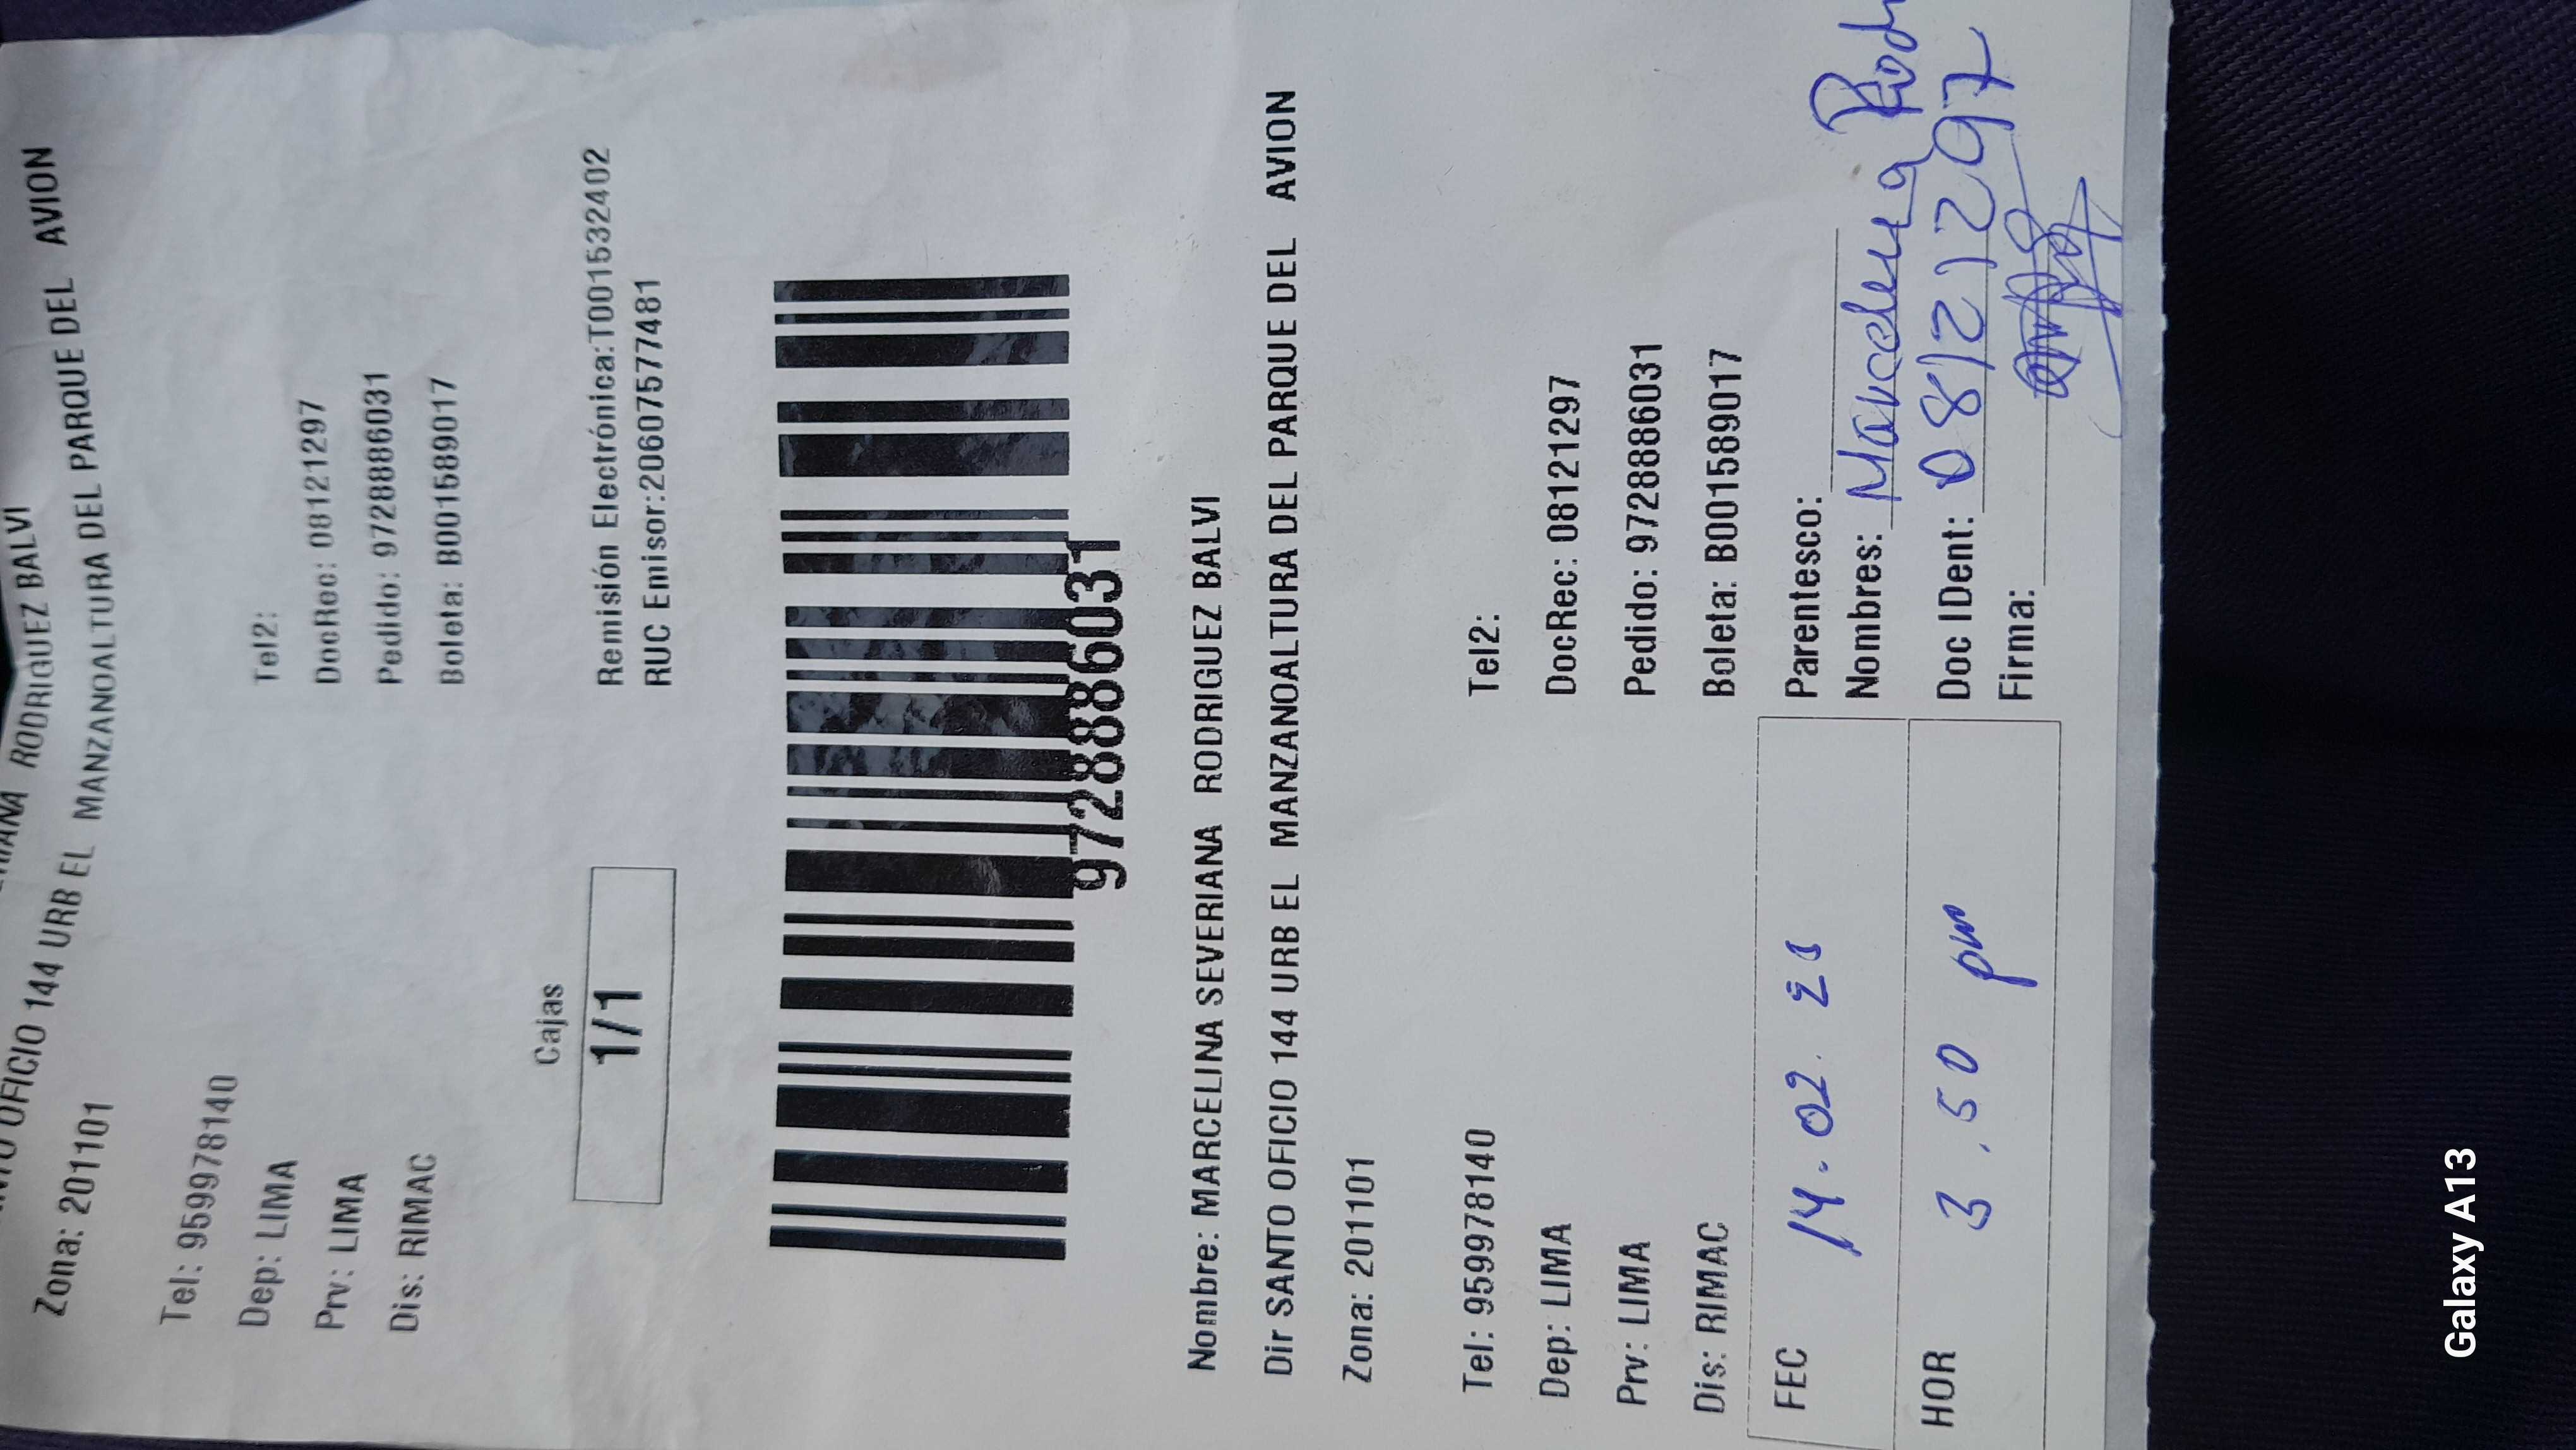 RODRIGUEZ BALVI
OFICIO 144 URB EL MANZANOALTURA DEL PARQUE DEL AVION
Zona: 201101
Tel: 959978140
Tel2:
Dep: LIMA
DocRec: 08121297
Prv: LIMA
Pedido: 9728886031
Dis: RIMAC
Boleta: B001589017
Cajas
1/1
Remisión Electrónica:T001532402
RUC Emisor:20607577481
9728886031
Nombre: MARCELINA SEVERIANA RODRIGUEZ BALVI
Dir SANTO OFICIO 144 URB EL MANZANOALTURA DEL PARQUE DEL AVION
Zona: 201101
Tel: 959978140
Tel2:
Dep: LIMA
DocRec: 08121297
Prv: LIMA
Pedido: 9728886031
Dis: RIMAC
Boleta: B001589017
FEC 14.02.
Parentesco:
Nombres: Marcelina
HOR 3.50 pm
Doc IDent: 08121297
Firma:
Galaxy A13